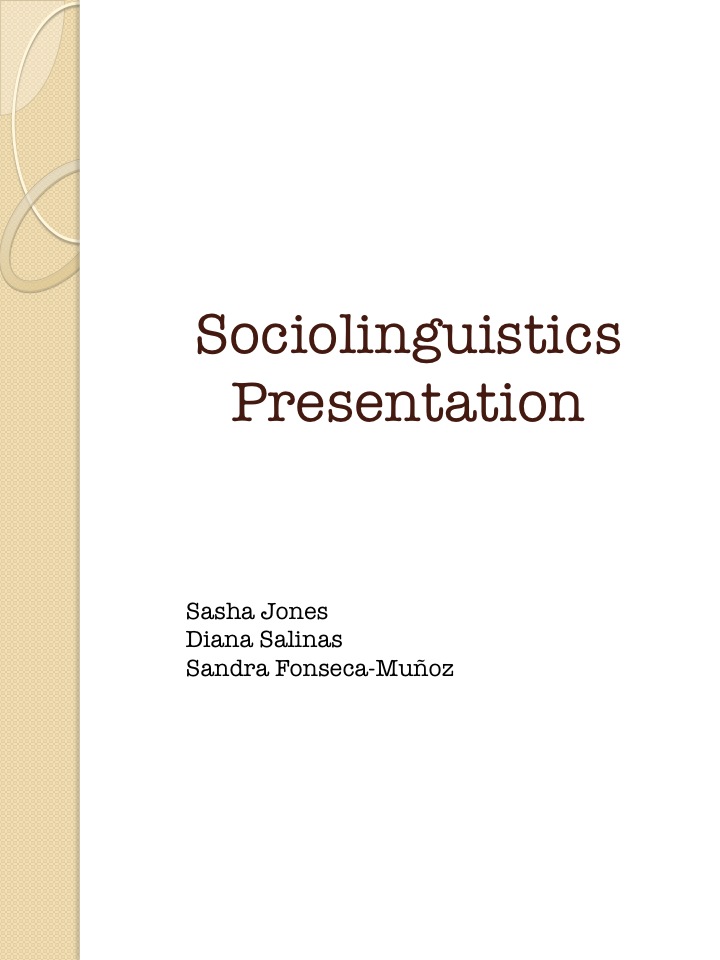 Sociolinguistics
Presentation
Sasha Jones
Diana Salinas
Sandra Fonseca-Muñoz